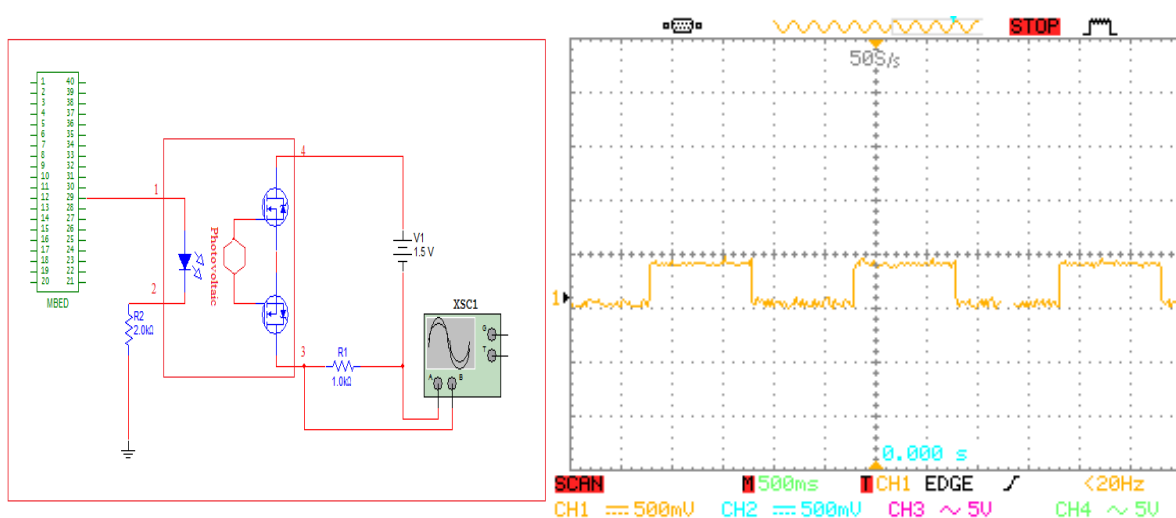 1 40
2 39
3 38
4 37
5 36
6 35
7 34
8 33
9 32
10 31
11 30
12 29
13 28
14 27
15 26
16 25
17 24
18 23
19 22
20 21
MBED
1
2
R2
2.0kΩ
Photovoltaic
4
3
V1
1.5 V
R1
1.0kΩ
XSC1
G
T
A B
STOP
50S/s
1
0.000 s
SCAN M 500ms T CH1 EDGE <20Hz
CH1 500mV CH2 500mV CH3 ~ 5V CH4 ~ 5V